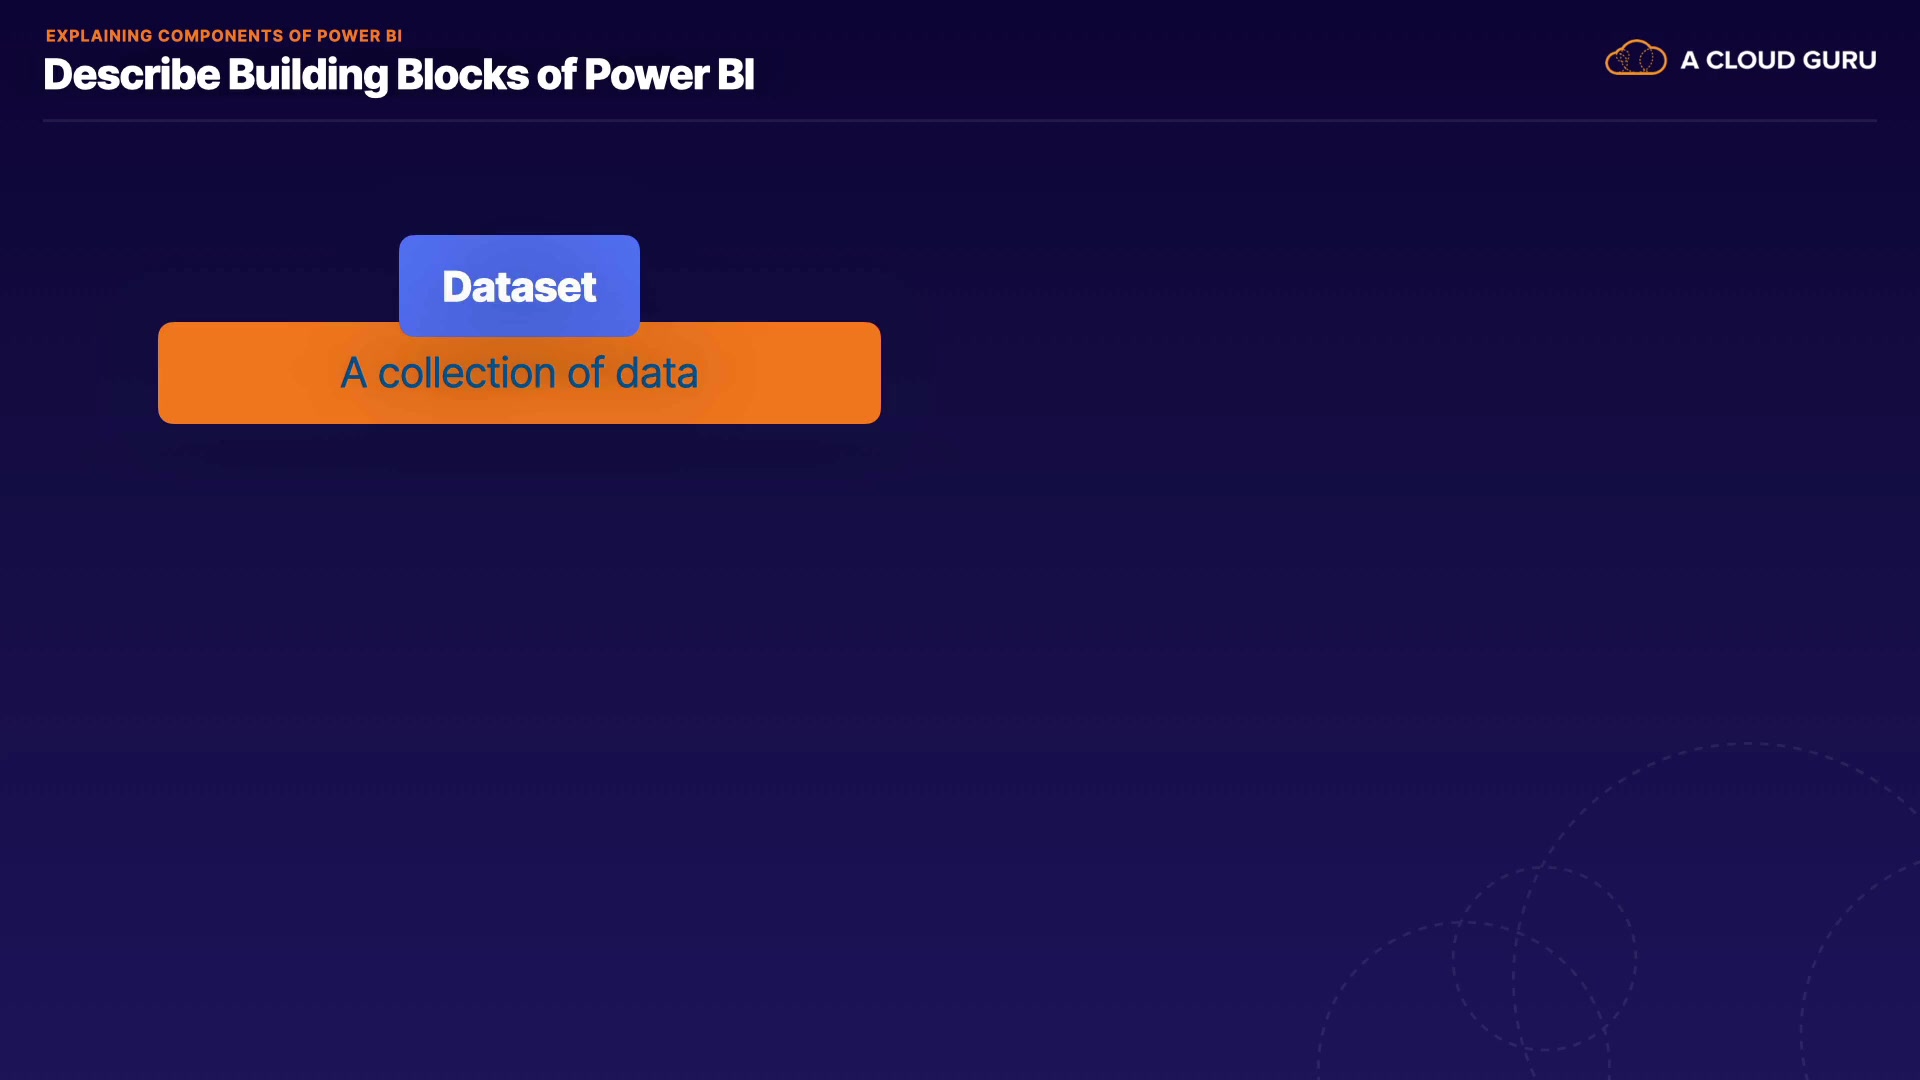 EXPLAINING COMPONENTS OF POWER BI
Describe Building Blocks of Power BI
A CLOUD GURU
Dataset
A collection of data